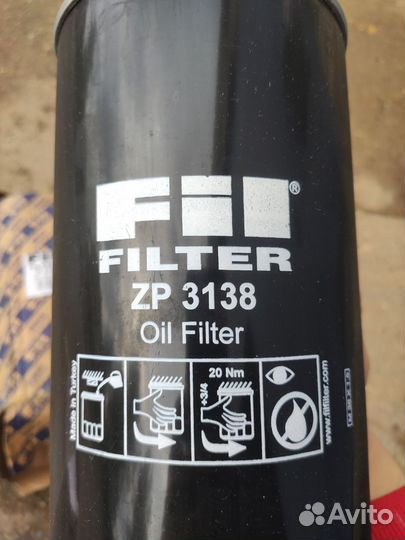 Fil®
FILTER
ZP 3138
Oil Filter
Made in Turkey
+3/4
20 Nm
www.filfilter.com
Avito